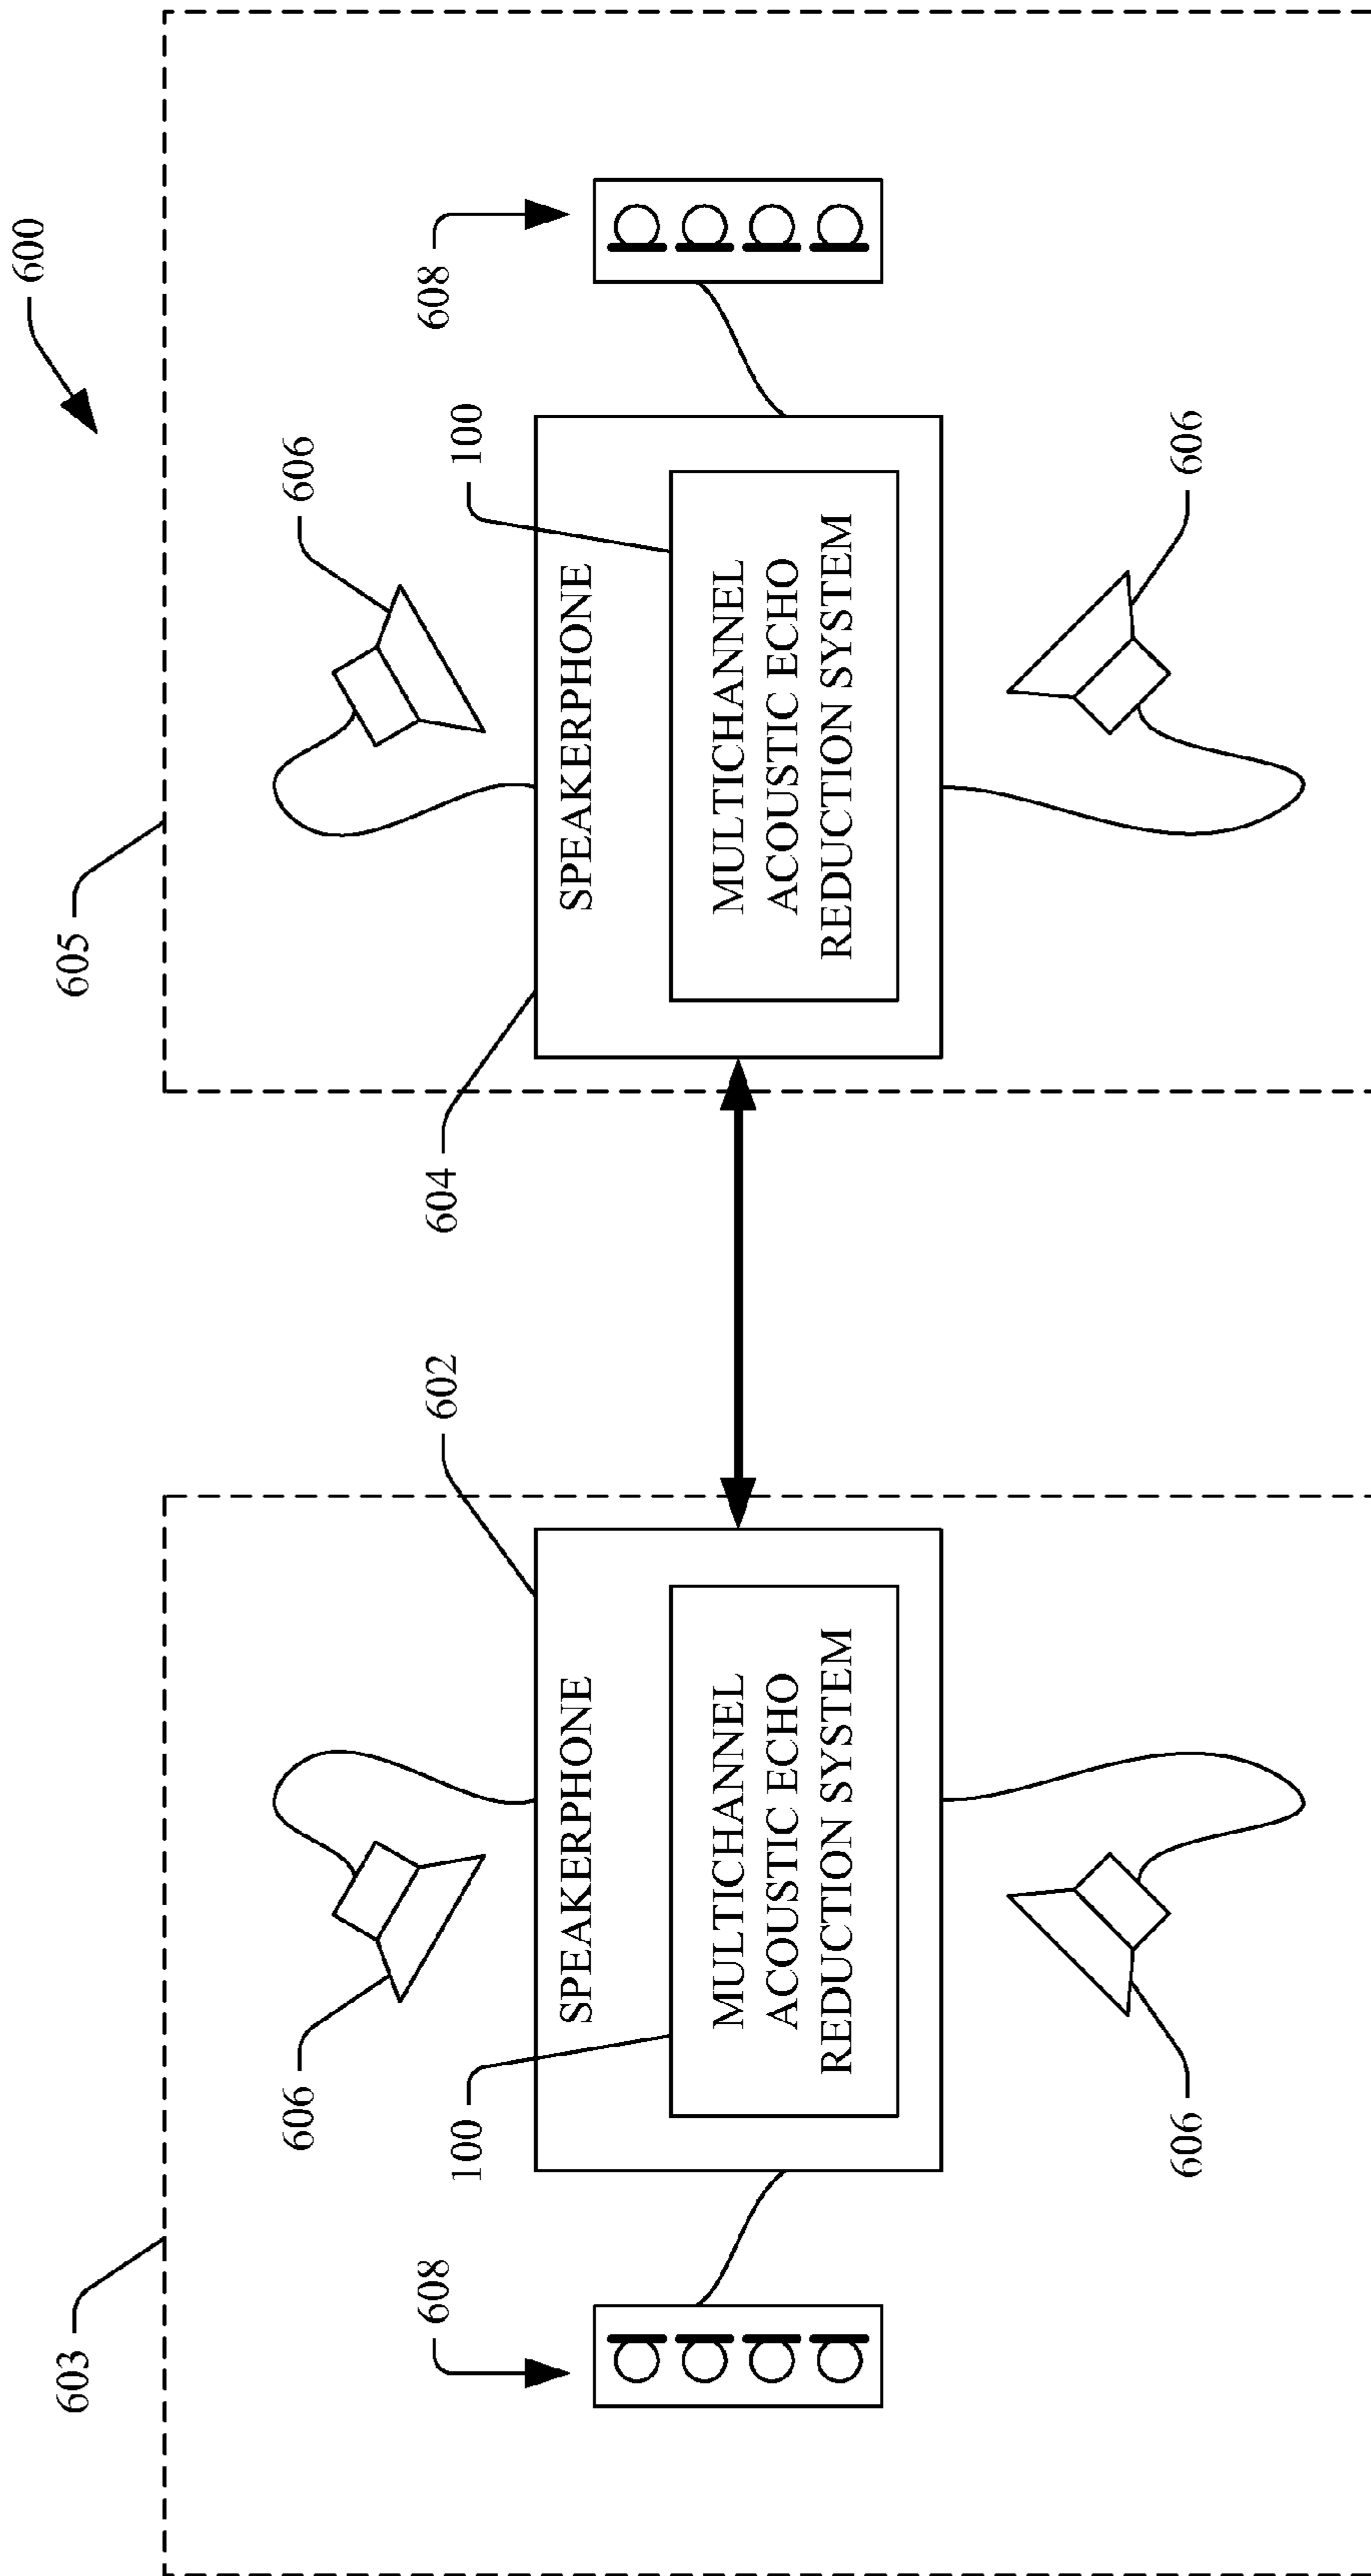 600
603
605
606
606
608
608
602
604
100
100
SPEAKERPHONE
MULTICHANNEL
ACOUSTIC ECHO
REDUCTION SYSTEM
SPEAKERPHONE
MULTICHANNEL
ACOUSTIC ECHO
REDUCTION SYSTEM
606
606